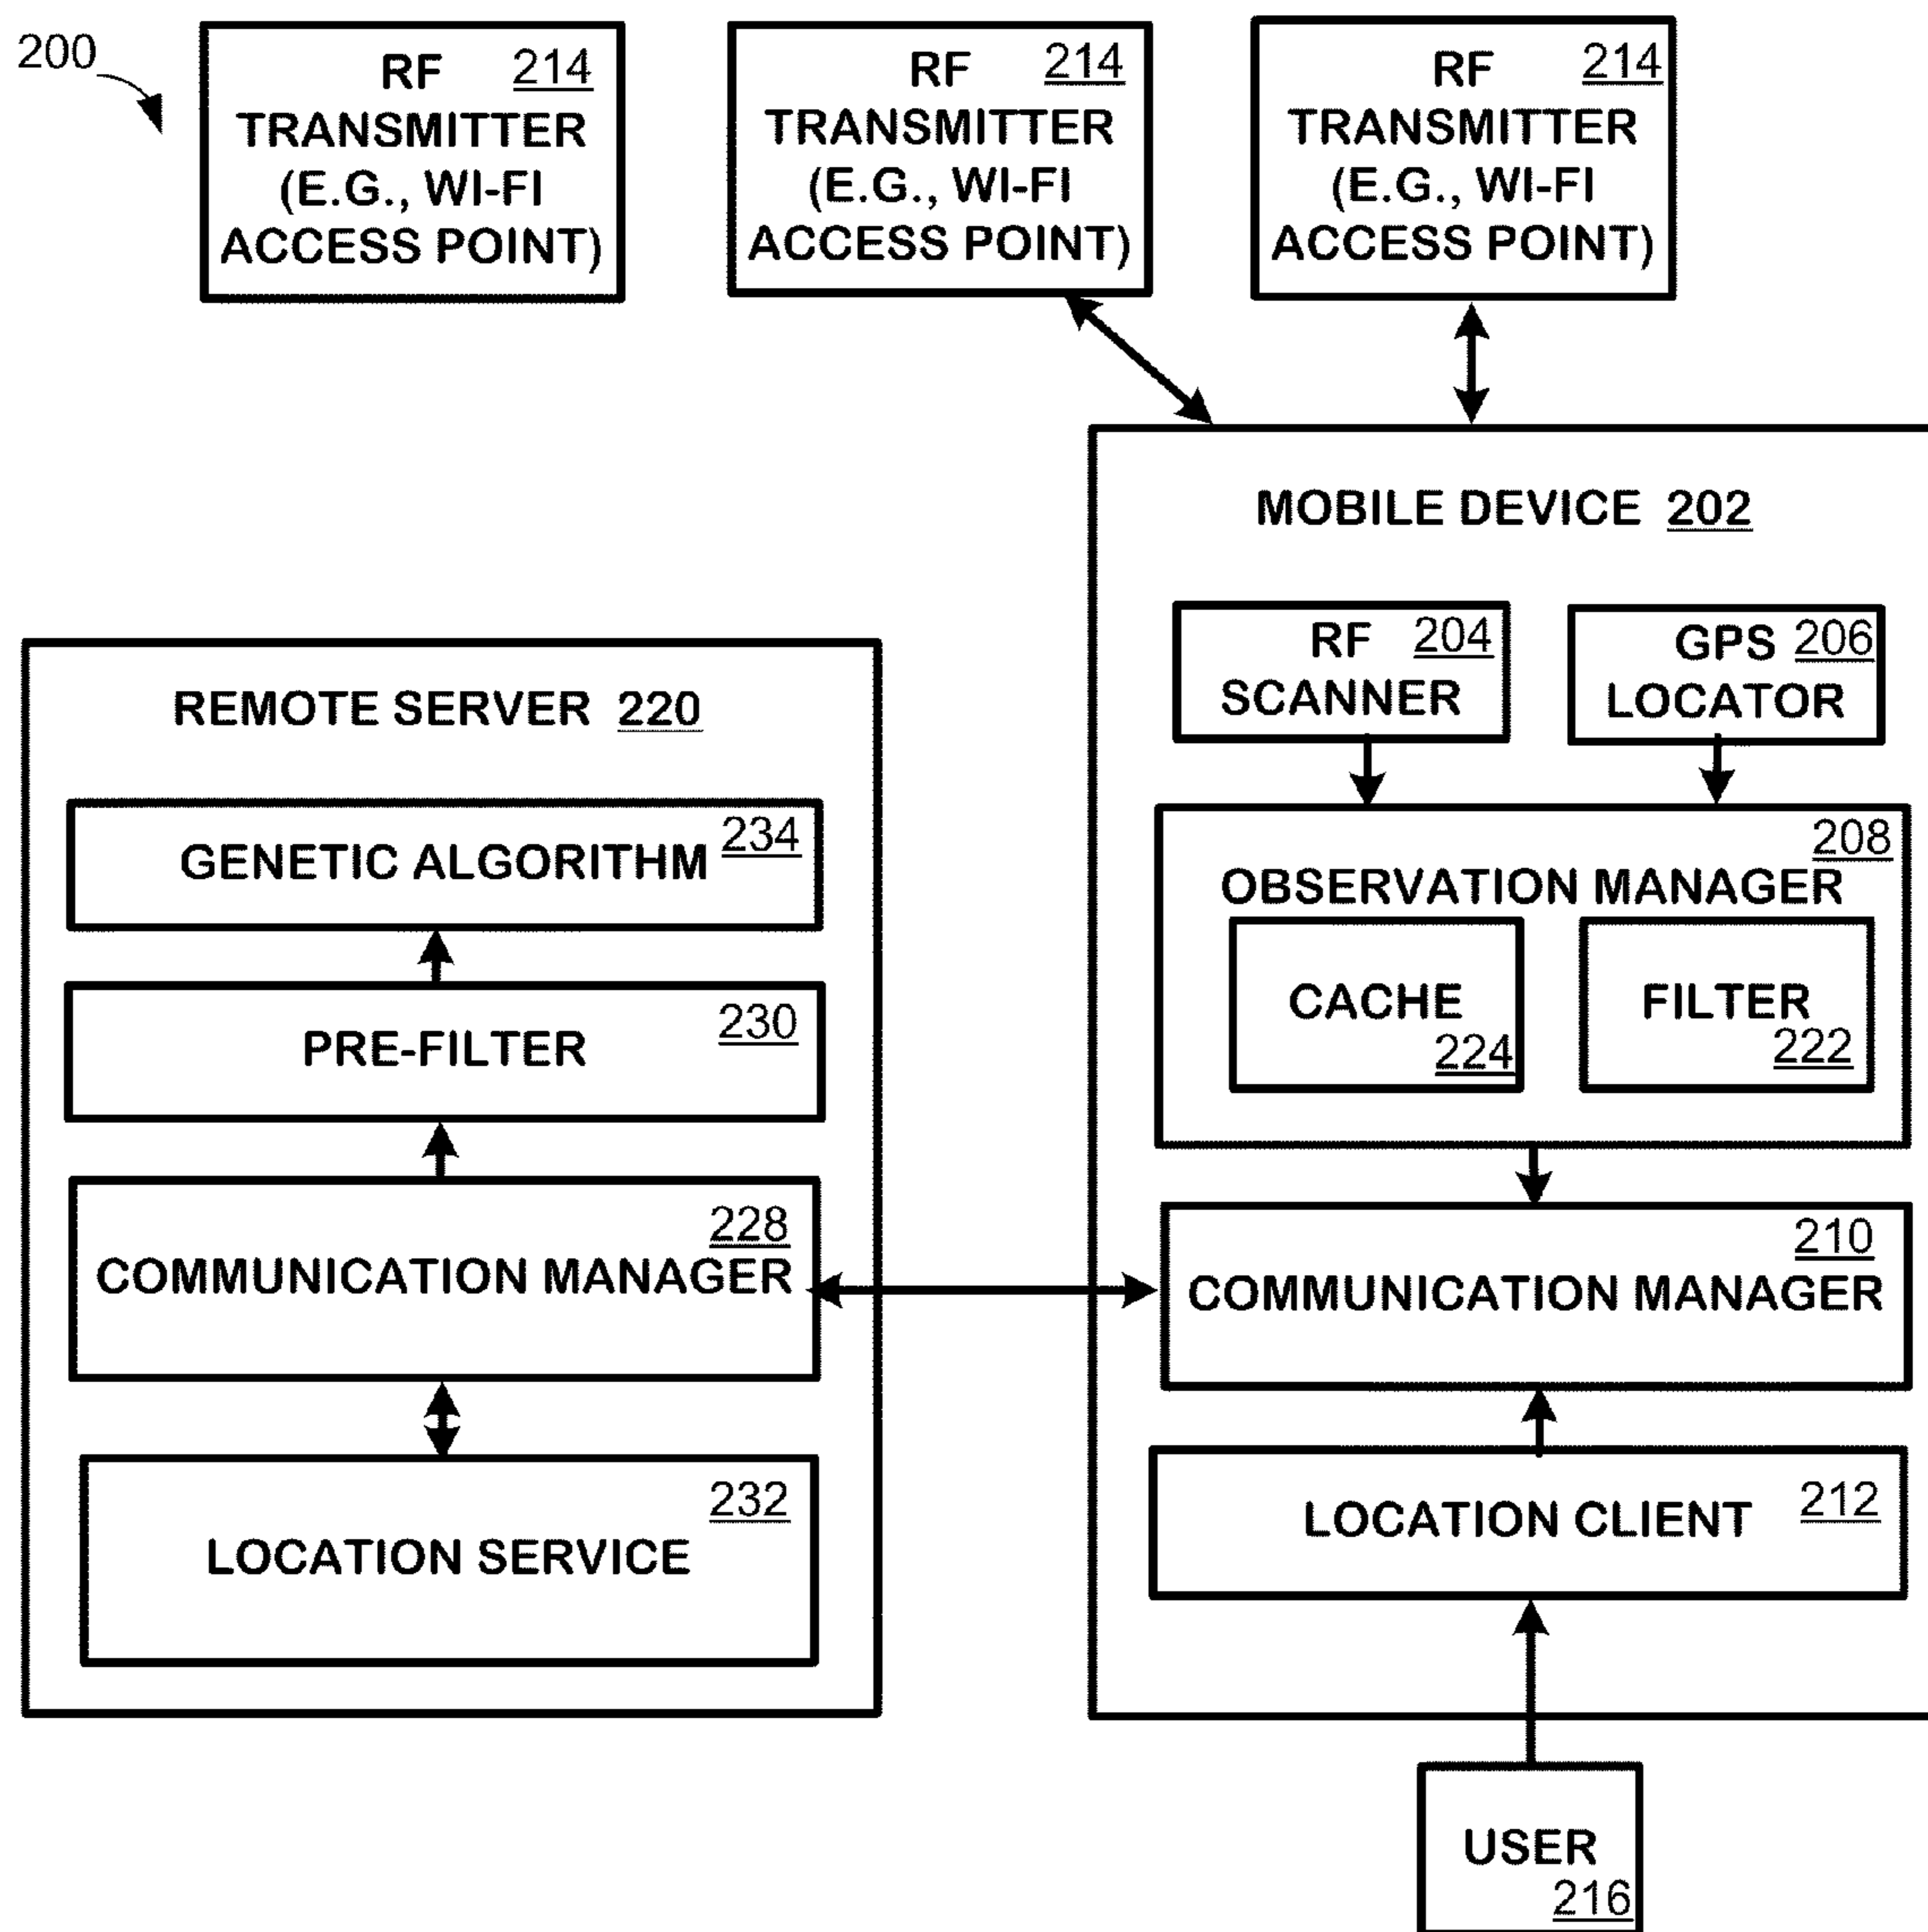 200
RF 214
TRANSMITTER
(E.G., WI-FI
ACCESS POINT)
RF 214
TRANSMITTER
(E.G., WI-FI
ACCESS POINT)
RF 214
TRANSMITTER
(E.G., WI-FI
ACCESS POINT)
MOBILE DEVICE 202
RF 204
SCANNER
GPS 206
LOCATOR
208
OBSERVATION MANAGER
CACHE
224
FILTER
222
210
COMMUNICATION MANAGER
212
LOCATION CLIENT
USER
216
REMOTE SERVER 220
234
GENETIC ALGORITHM
230
PRE-FILTER
228
COMMUNICATION MANAGER
232
LOCATION SERVICE